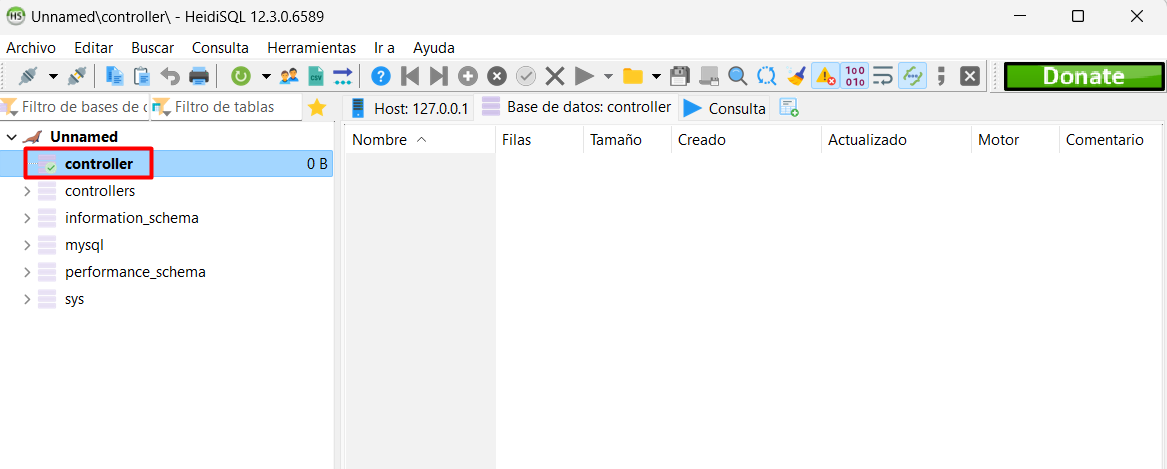 Unnamed\controller\ - HeidiSQL 12.3.0.6589
Archivo Editar Buscar Consulta Herramientas Ir a Ayuda
Donate
Filtro de bases de d Filtro de tablas Host: 127.0.0.1 Base de datos: controller Consulta
Nombre Filas Tamaño Creado Actualizado Motor Comentario
Unnamed
controller 0 B
controllers
information_schema
mysql
performance_schema
sys